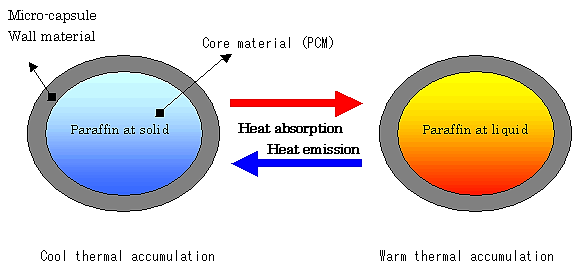 Micro-capsule
Wall material
Core material (PCM)
Paraffin at solid
Heat absorption
Heat emission
Paraffin at liquid
Cool thermal accumulation
Warm thermal accumulation